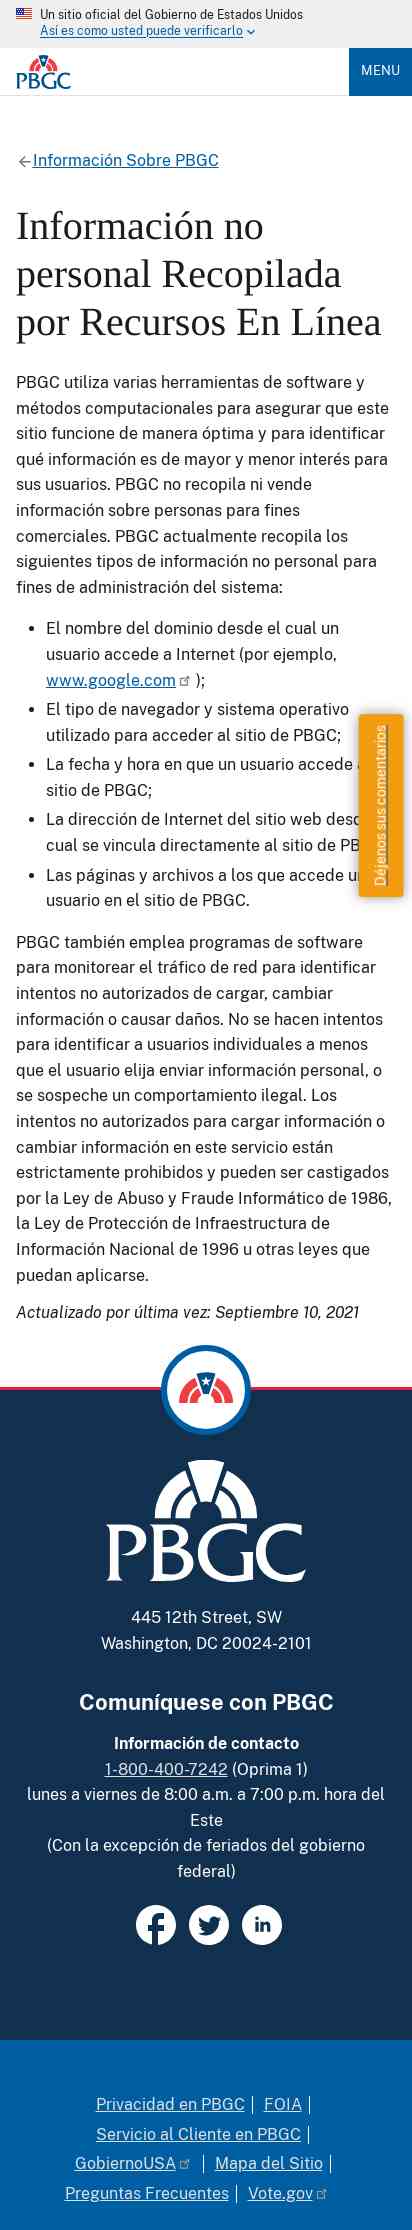 Un sitio oficial del Gobierno de Estados Unidos
Así es como usted puede verificarlo
PBGC
MENU
Información Sobre PBGC
Información no
personal Recopilada
por Recursos En Línea
PBGC utiliza varias herramientas de software y
métodos computacionales para asegurar que este
sitio funcione de manera óptima y para identificar
qué información es de mayor y menor interés para
sus usuarios. PBGC no recopila ni vende
información sobre personas para fines
comerciales. PBGC actualmente recopila los
siguientes tipos de información no personal para
fines de administración del sistema:
• El nombre del dominio desde el cual un
usuario accede a Internet (por ejemplo,
www.google.com );
• El tipo de navegador y sistema operativo
utilizado para acceder al sitio de PBGC;
• La fecha y hora en que un usuario accede
sitio de PBGC;
• La dirección de Internet del sitio web
cual se vincula directamente al sitio de
• Las páginas y archivos a los que accede
usuario en el sitio de PBGC.
Déjenos sus comentarios
PBGC también emplea programas de software
para monitorear el tráfico de red para identificar
intentos no autorizados de cargar, cambiar
información o causar daños. No se hacen intentos
para identificar a usuarios individuales a menos
que el usuario elija enviar información personal, o
se sospeche un comportamiento ilegal. Los
intentos no autorizados para cargar información o
cambiar información en este servicio están
estrictamente prohibidos y pueden ser castigados
por la Ley de Abuso y Fraude Informático de 1986,
la Ley de Protección de Infraestructura de
Información Nacional de 1996 u otras leyes que
puedan aplicarse.
Actualizado por última vez: Septiembre 10, 2021
PBGC
445 12th Street, SW
Washington, DC 20024-2101
Comuníquese con PBGC
Información de contacto
1-800-400-7242 (Oprima 1)
lunes a viernes de 8:00 a.m. a 7:00 p.m. hora del
Este
(Con la excepción de feriados del gobierno
federal)
Privacidad en PBGC | FOIA |
Servicio al Cliente en PBGC |
GobiernoUSA | Mapa del Sitio |
Preguntas Frecuentes | Vote.gov